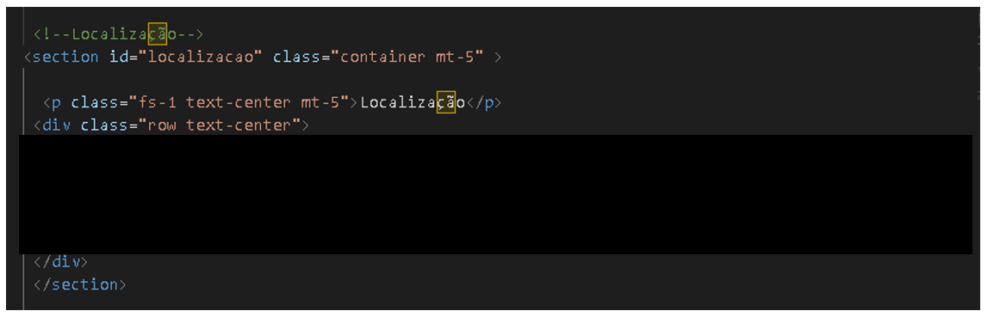 <!--Localização-->
<section id="localizacao" class="container mt-5" >
<p class="fs-1 text-center mt-5">Localização</p>
<div class="row text-center">
</div>
</section>